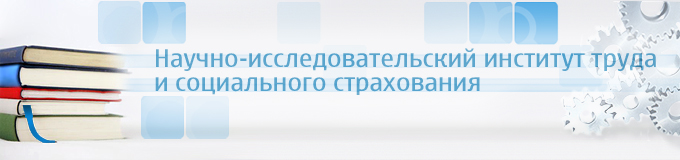 Научно-исследовательский институт труда
и социального страхования